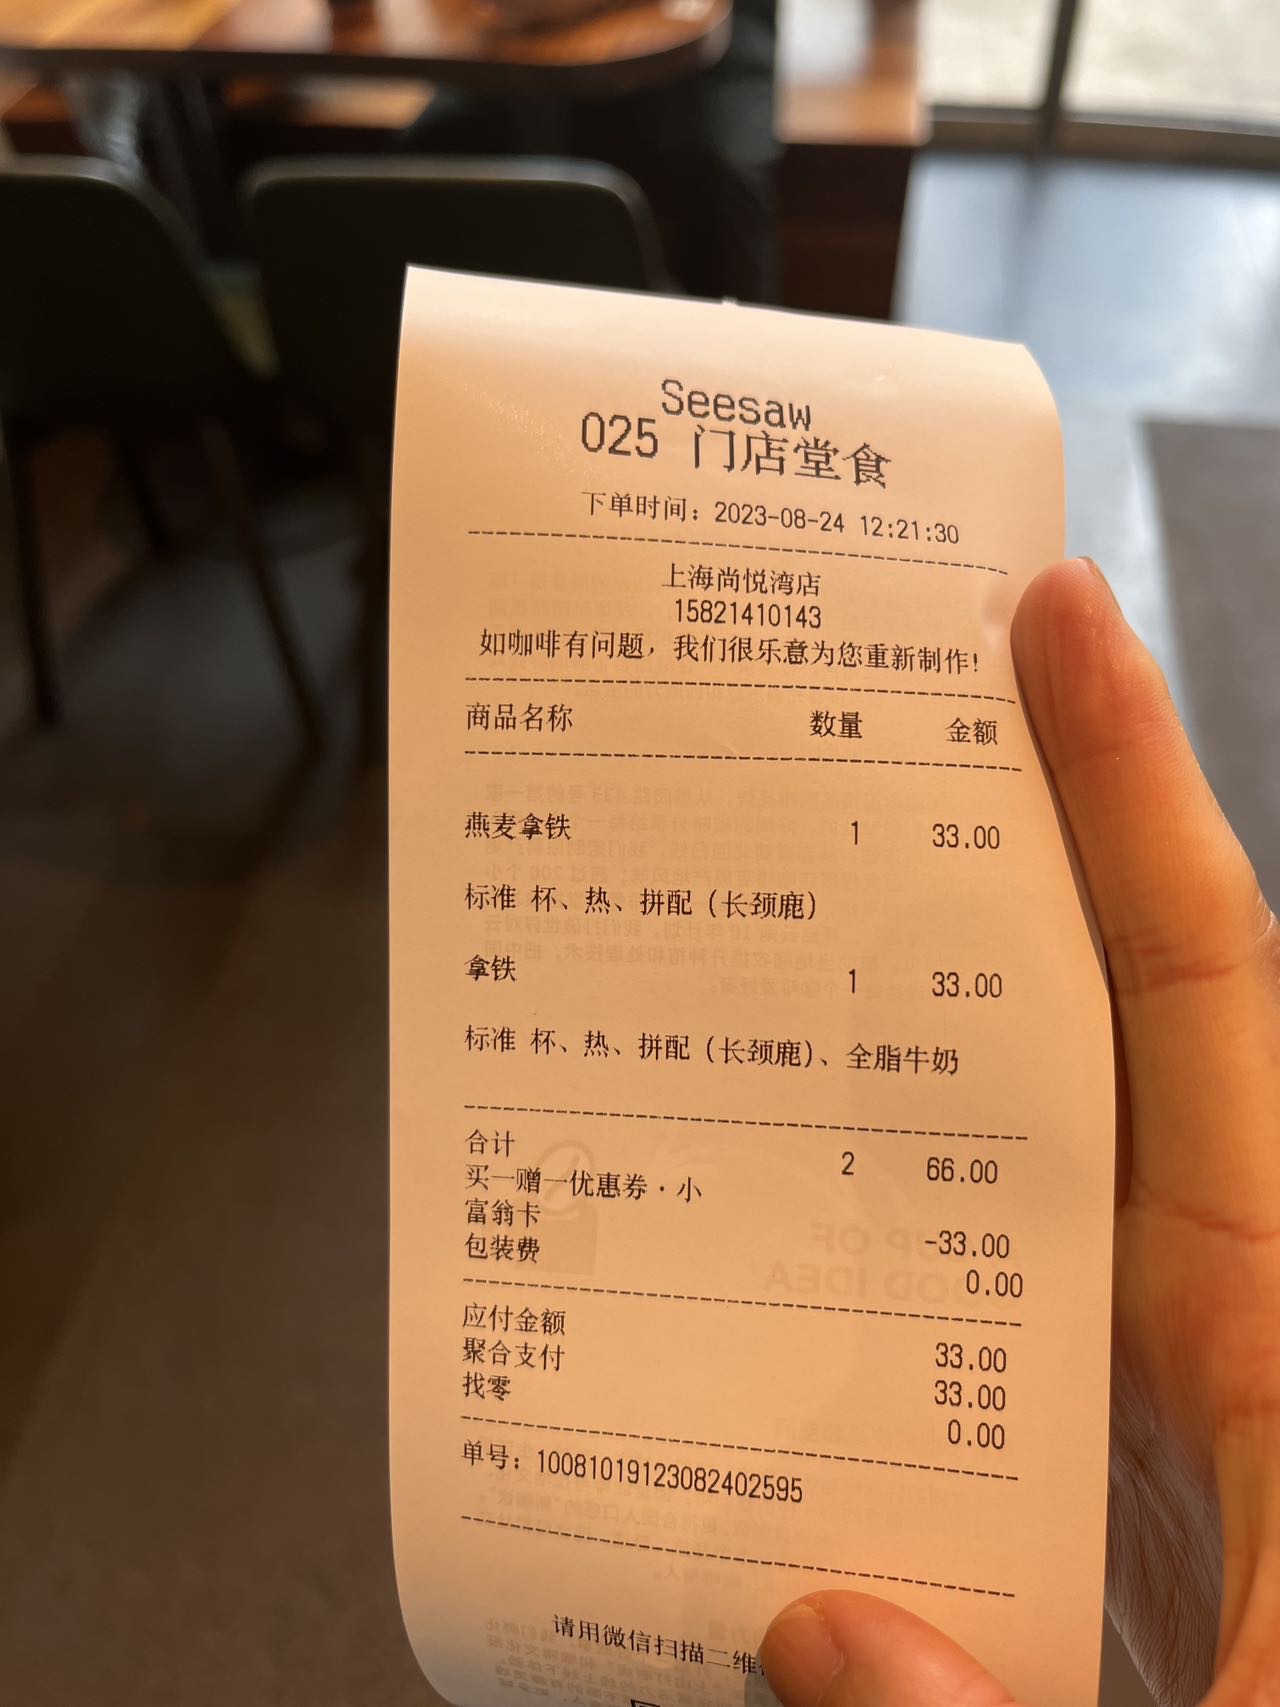 Seesaw
025 门店堂食
下单时间：2023-08-24 12:21:30
上海尚悦湾店
15821410143
如咖啡有问题，我们很乐意为您重新制作！
商品名称 数量 金额
燕麦拿铁 1 33.00
标准 杯、热、拼配（长颈鹿）
拿铁 1 33.00
标准 杯、热、拼配（长颈鹿）、全脂牛奶
合计 2 66.00
买一赠一优惠券·小
富翁卡 -33.00
包装费 0.00
应付金额 33.00
聚合支付 33.00
找零 0.00
单号：10081019123082402595
请用微信扫描二维